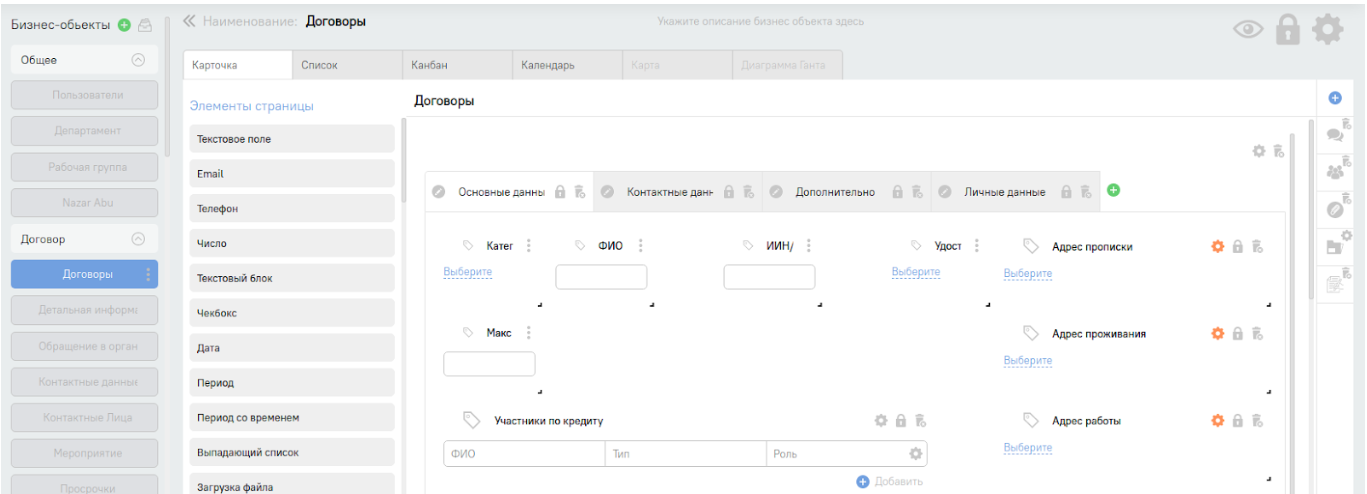 Бизнес-обьекты
Общее
Пользователи
Департамент
Рабочая группа
Nazar Abu
Договор
Договоры
Детальная информа
Обращение в орган
Контактные данные
Контактные Лица
Мероприятие
Просрочки
Наименование: Договоры
Укажите описание бизнес объекта здесь
Карточка Список Канбан Календарь Карта Диаграмма Ганта
Элементы страницы
Текстовое поле
Email
Телефон
Число
Текстовый блок
Чекбокс
Дата
Период
Период со временем
Выпадающий список
Загрузка файла
Договоры
Основные данны Контактные данн Дополнительно Личные данные
Катег ФИО ИИН/ Удост Адрес прописки
Выберите Выберите Выберите
Макс Адрес проживания
Выберите
Участники по кредиту Адрес работы
ФИО Тип Роль Выберите
Добавить